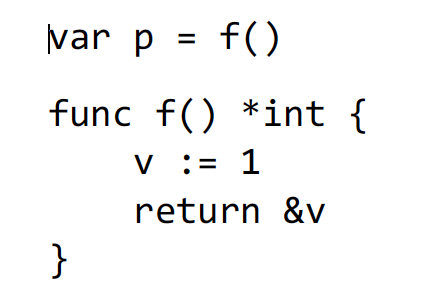 var p = f()
func f() *int {
    v := 1
    return &v
}